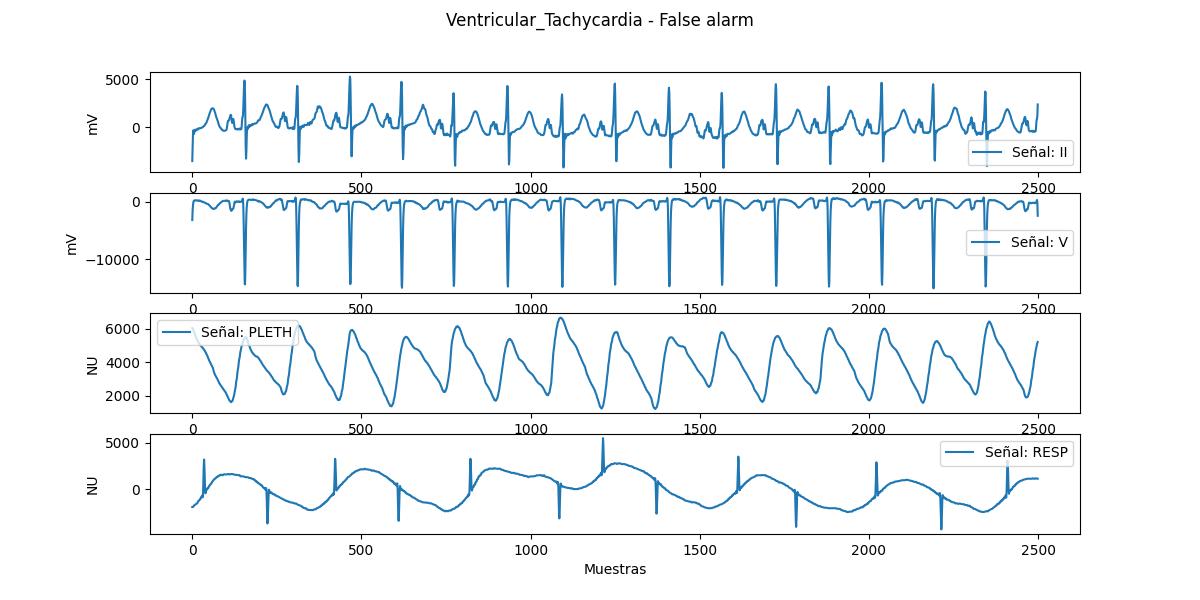 Ventricular_Tachycardia - False alarm
5000
0
mV
Señal: II
0 500 1000 1500 2000 2500
0
−10000
mV
Señal: V
0 500 1000 1500 2000 2500
6000
4000
2000
NU
Señal: PLETH
0 500 1000 1500 2000 2500
5000
0
NU
Señal: RESP
0 500 1000 1500 2000 2500
Muestras